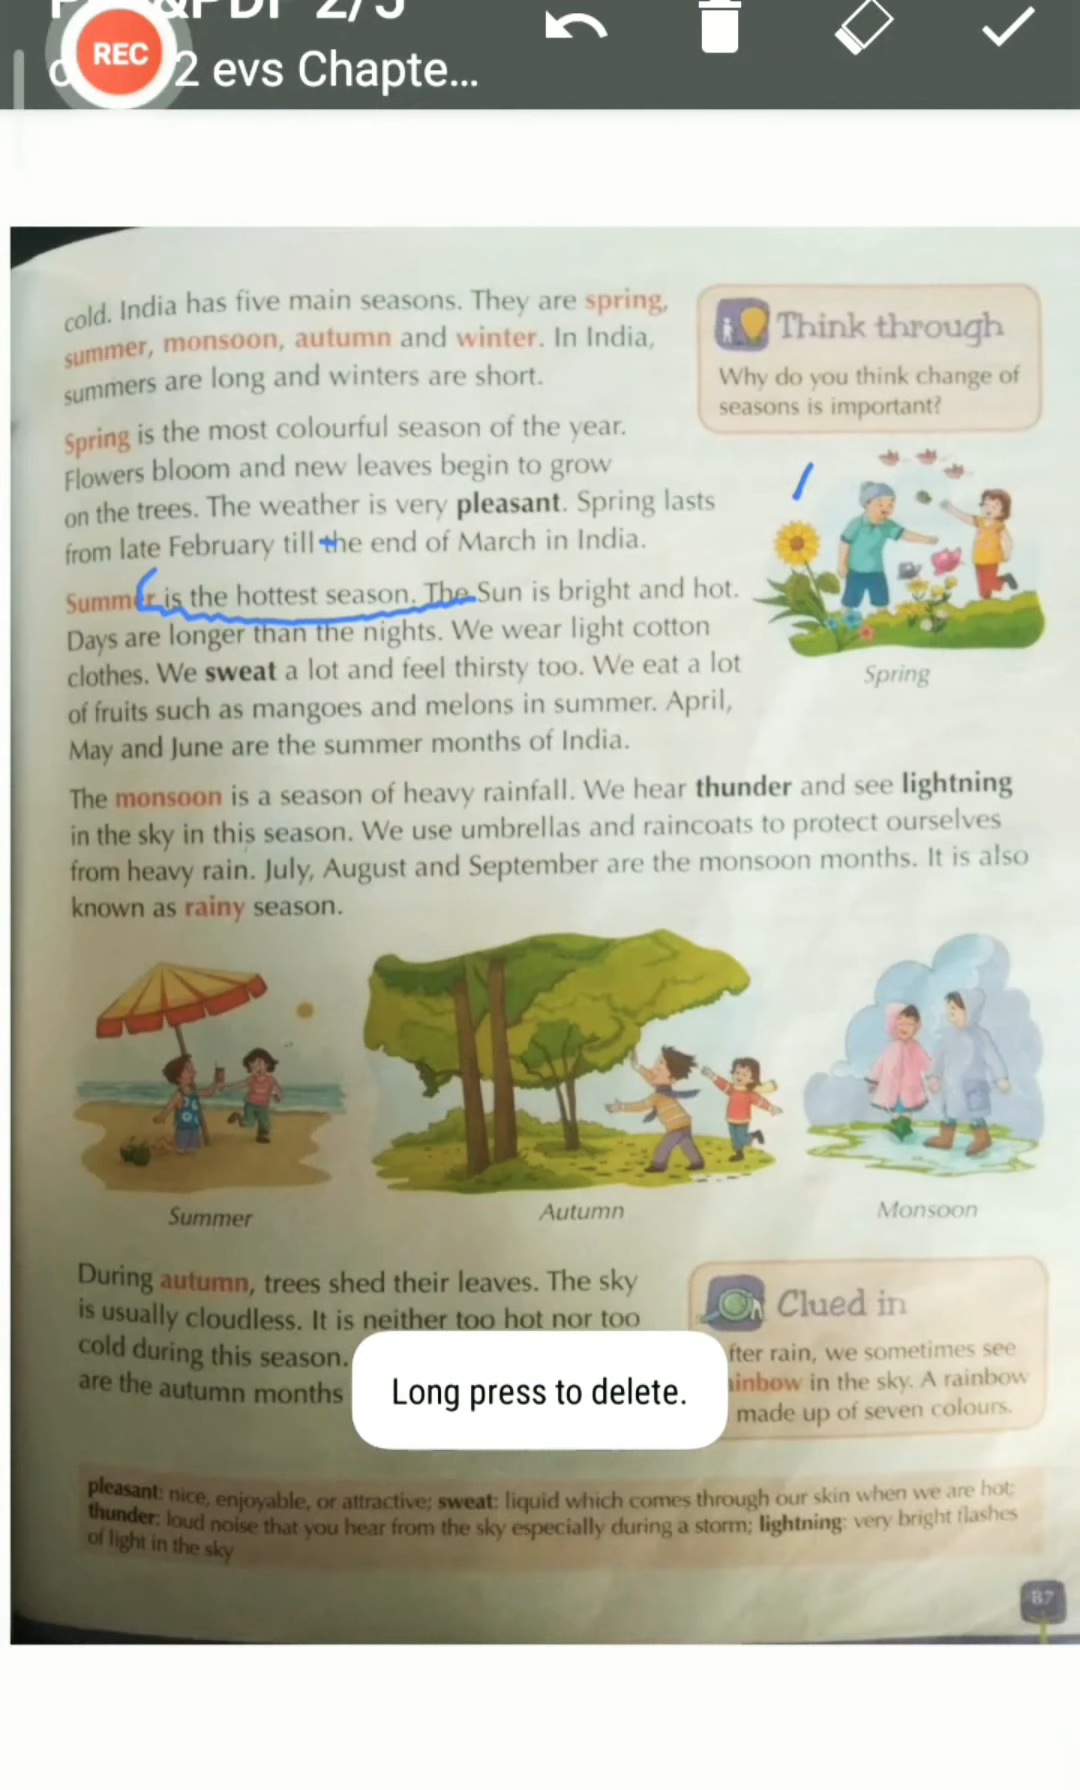 REC
2 evs Chapte...
cold. India has five main seasons. They are spring,
summer, monsoon, autumn and winter. In India,
summers are long and winters are short.
Think through
Why do you think change of
seasons is important?
Spring is the most colourful season of the year.
Flowers bloom and new leaves begin to grow
on the trees. The weather is very pleasant. Spring lasts
from late February till the end of March in India.
Summer is the hottest season. The Sun is bright and hot.
Days are longer than the nights. We wear light cotton
clothes. We sweat a lot and feel thirsty too. We eat a lot
of fruits such as mangoes and melons in summer. April,
May and June are the summer months of India.
Spring
The monsoon is a season of heavy rainfall. We hear thunder and see lightning
in the sky in this season. We use umbrellas and raincoats to protect ourselves
from heavy rain. July, August and September are the monsoon months. It is also
known as rainy season.
Summer
Autumn
Monsoon
During autumn, trees shed their leaves. The sky
is usually cloudless. It is neither too hot nor too
cold during this season.
are the autumn months
Clued in
fter rain, we sometimes see
inbow in the sky. A rainbow
made up of seven colours.
Long press to delete.
pleasant: nice, enjoyable, or attractive; sweat: liquid which comes through our skin when we are hot;
thunder: loud noise that you hear from the sky especially during a storm; lightning: very bright flashes
of light in the sky
87